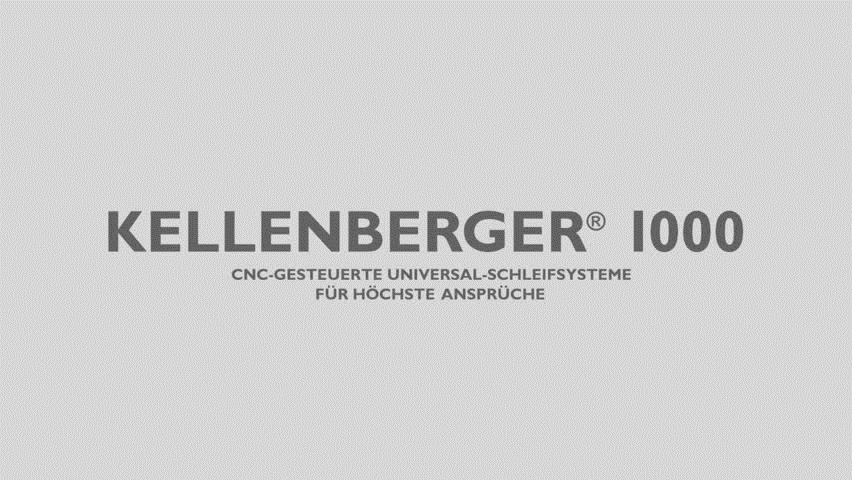 KELLENBERGER® 1000
CNC-GESTEUERTE UNIVERSAL-SCHLEIFSYSTEME
FÜR HÖCHSTE ANSPRÜCHE